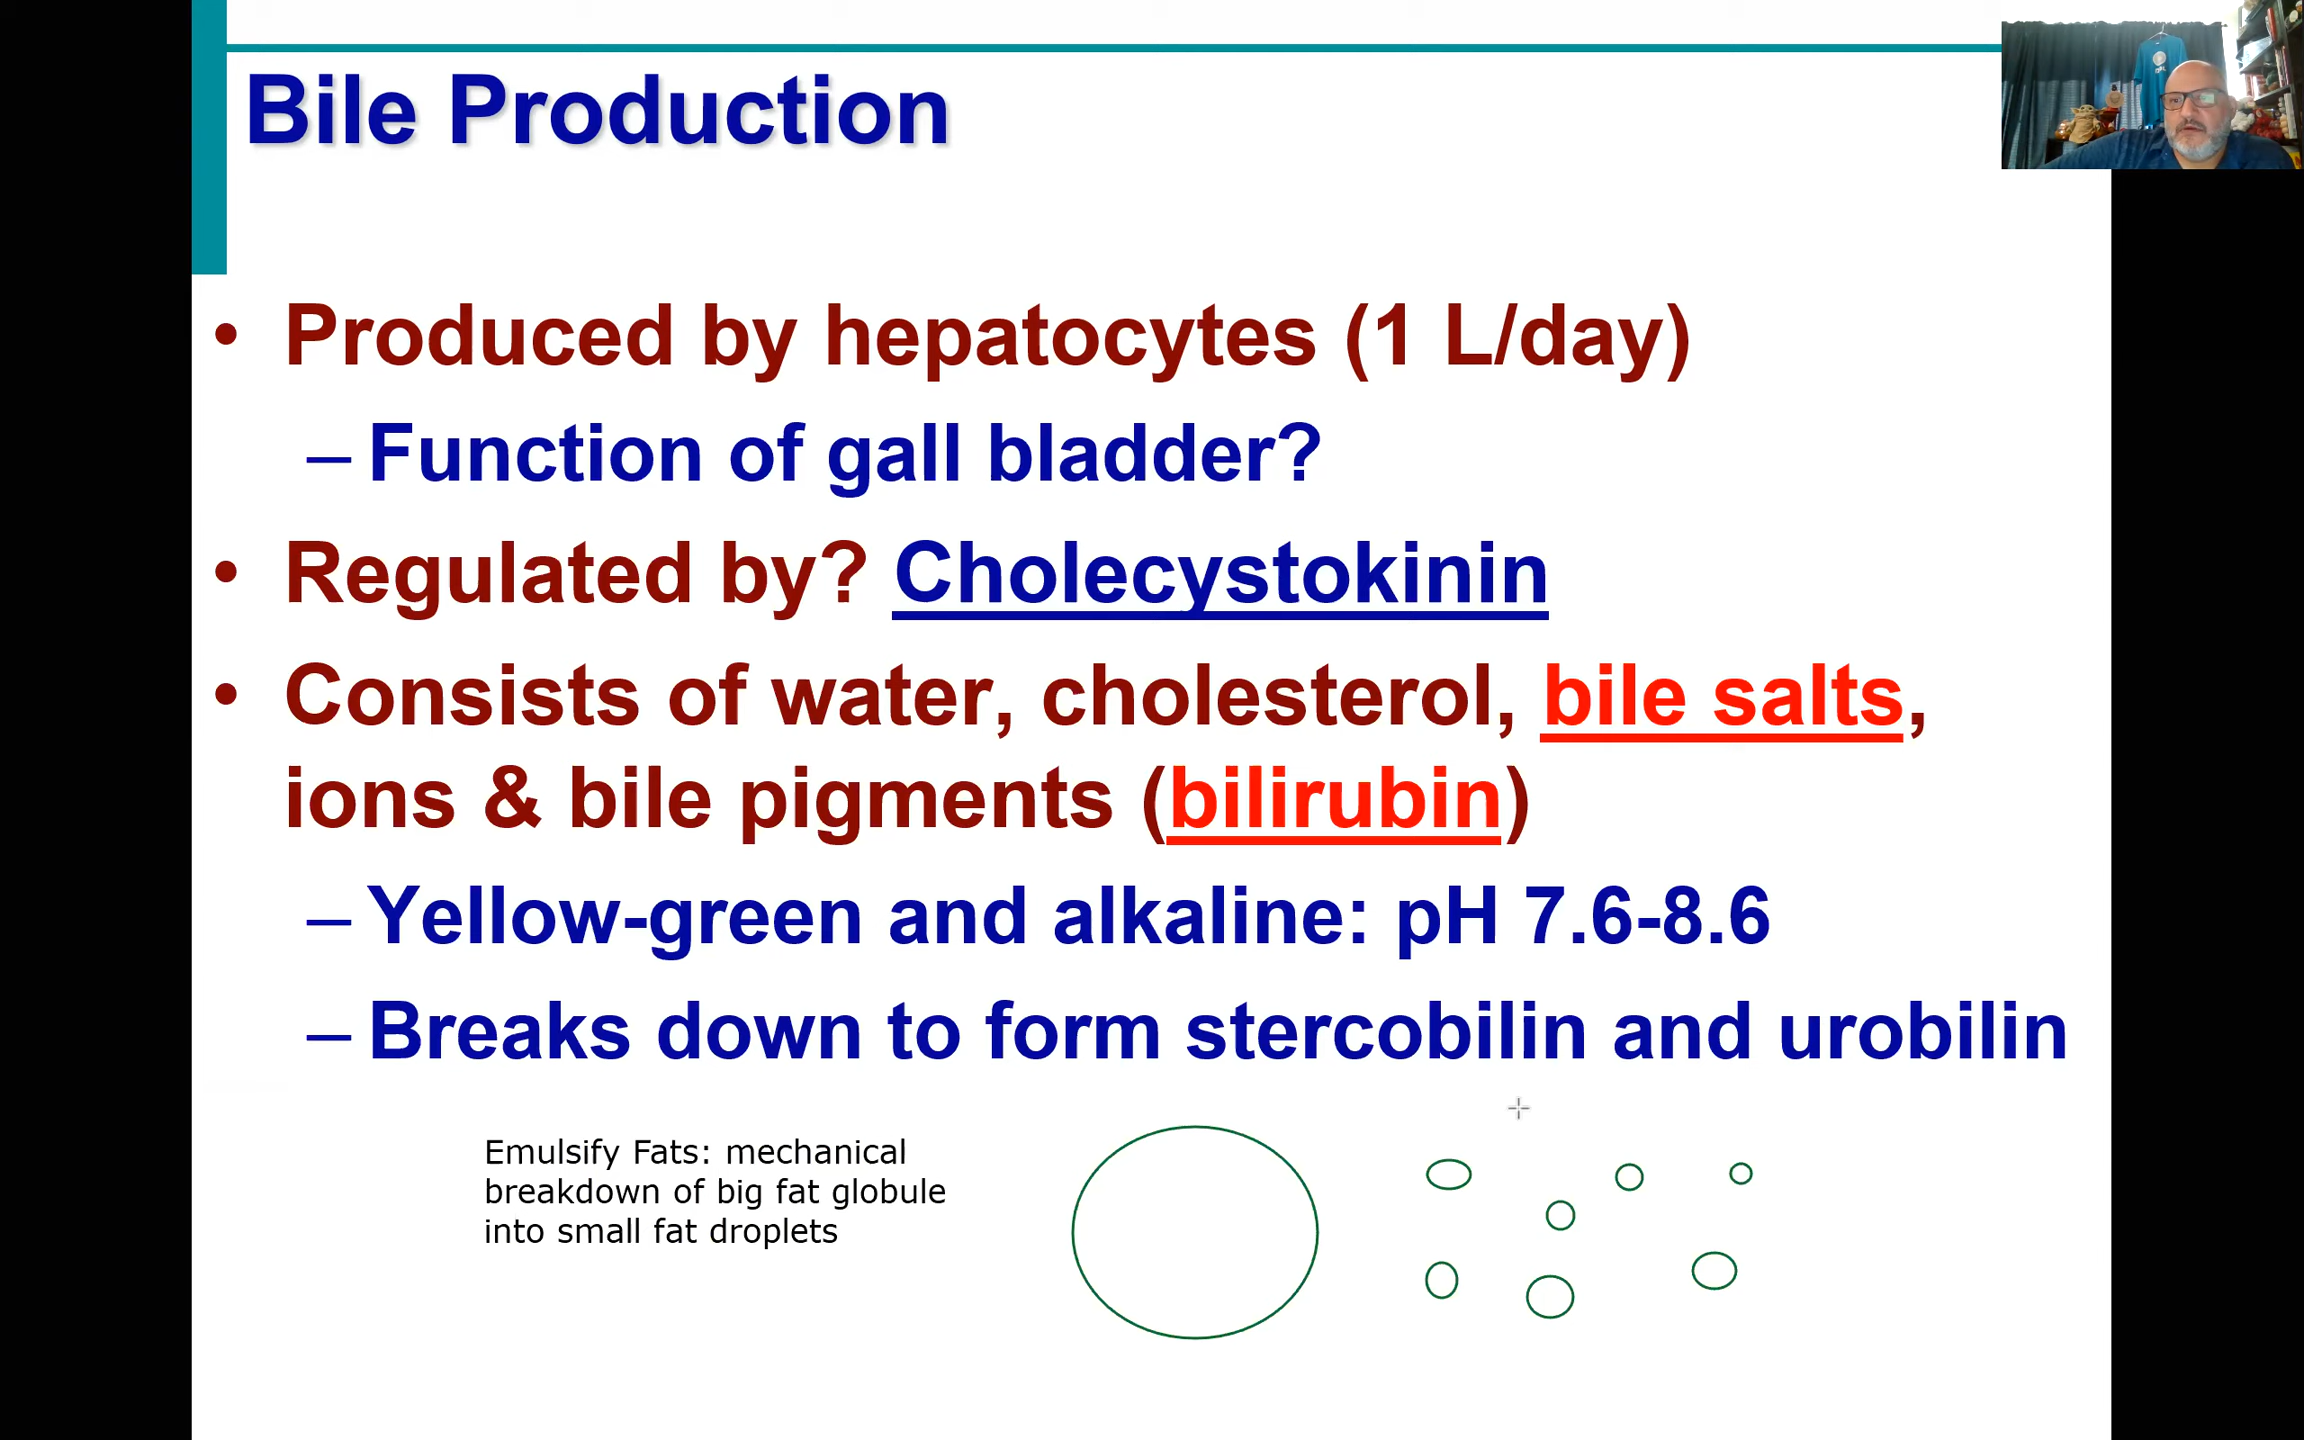 Bile Production
• Produced by hepatocytes (1 L/day)
– Function of gall bladder?
• Regulated by? Cholecystokinin
• Consists of water, cholesterol, bile salts,
ions & bile pigments (bilirubin)
– Yellow-green and alkaline: pH 7.6-8.6
– Breaks down to form stercobilin and urobilin
Emulsify Fats: mechanical
breakdown of big fat globule
into small fat droplets